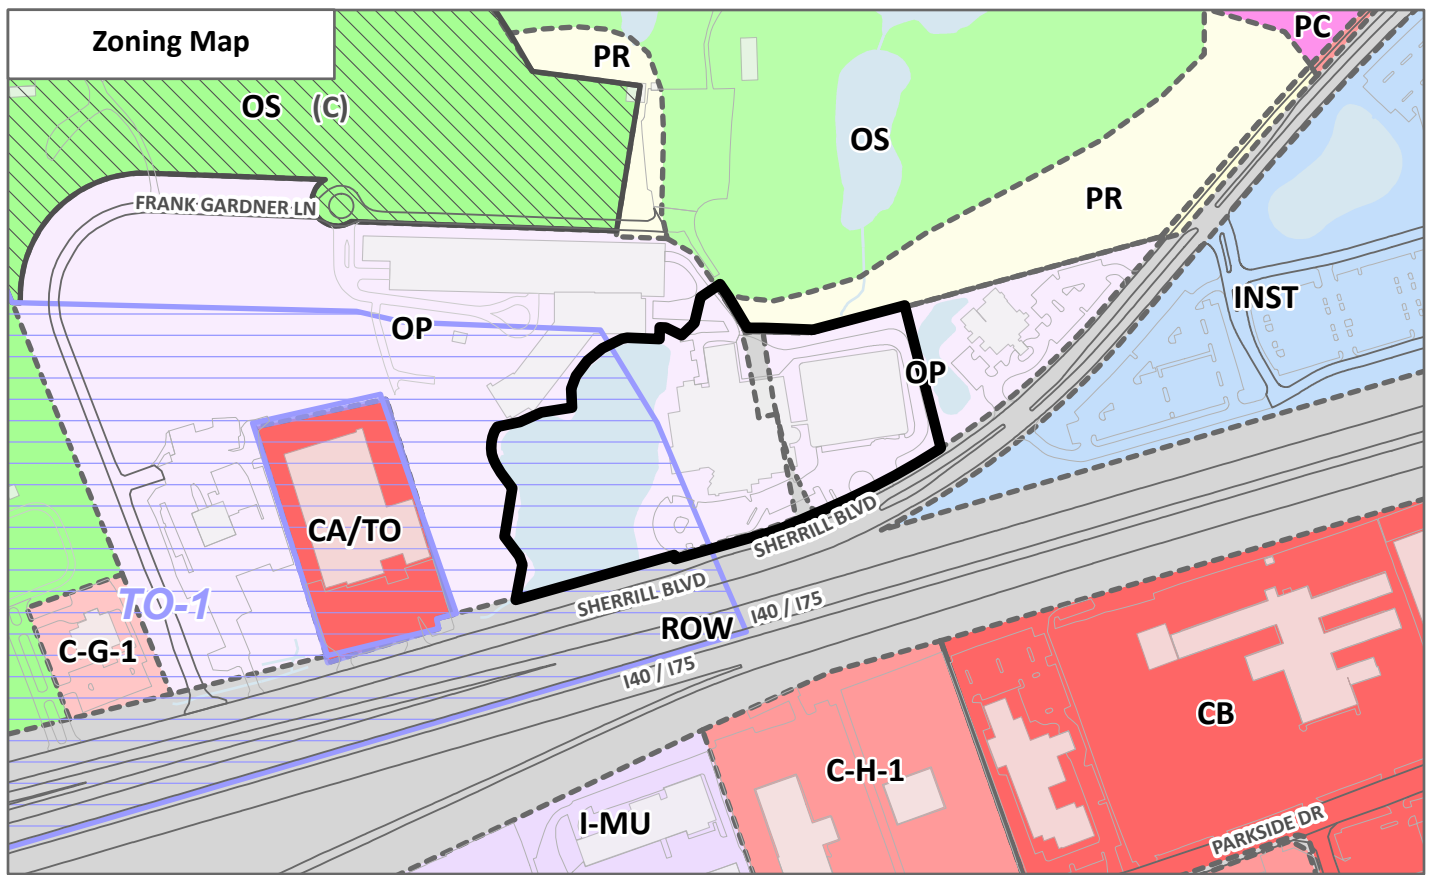 Zoning Map
PC
PR
OS (C)
OS
PR
FRANK GARDNER LN
INST
OP
OP
CA/TO
SHERRILL BLVD
SHERRILL BLVD
TO-1
I40 / I75
ROW
C-G-1
I40 / I75
CB
C-H-1
I-MU
PARKSIDE DR